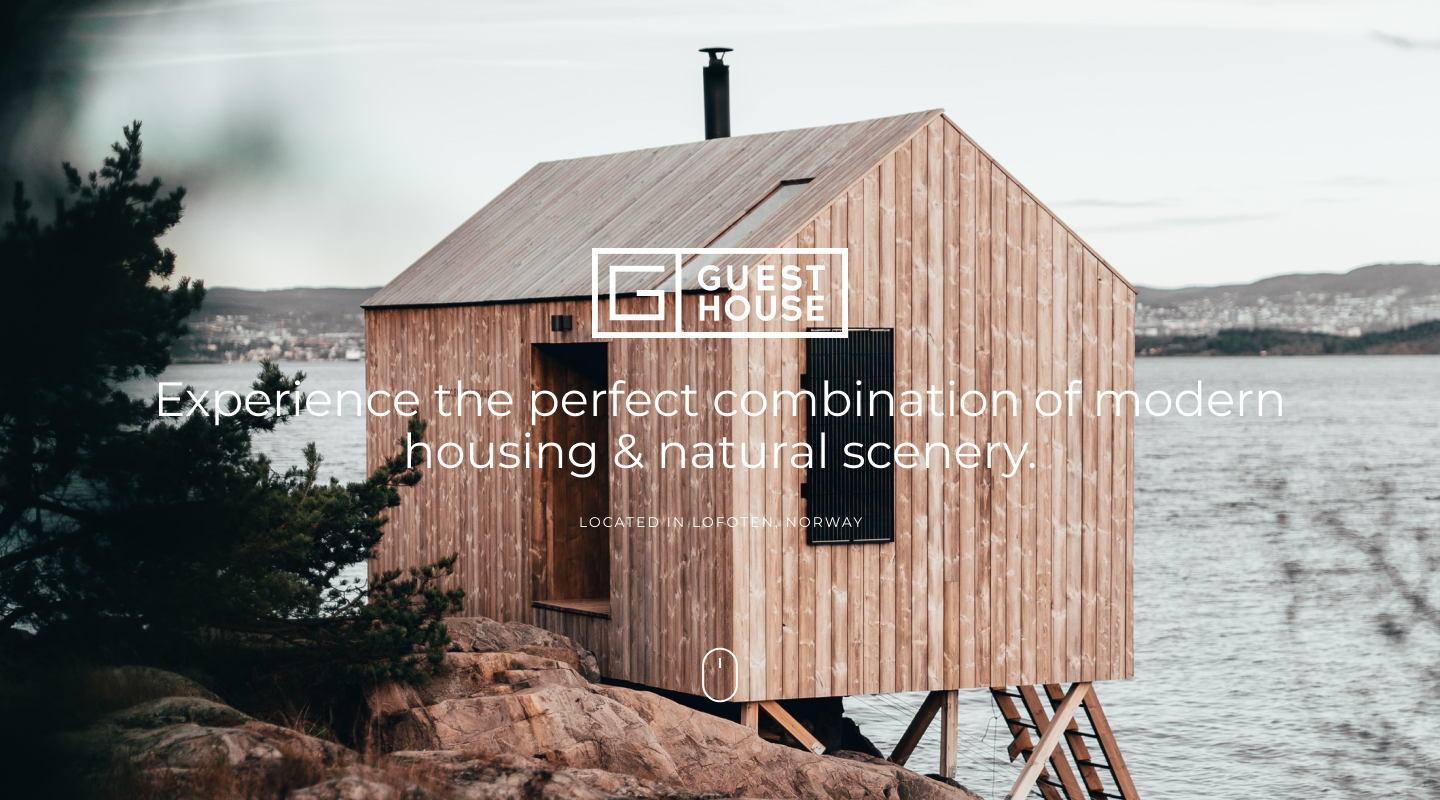 GUEST
HOUSE
Experience the perfect combination of modern
housing & natural scenery.
LOCATED IN LOFOTEN, NORWAY